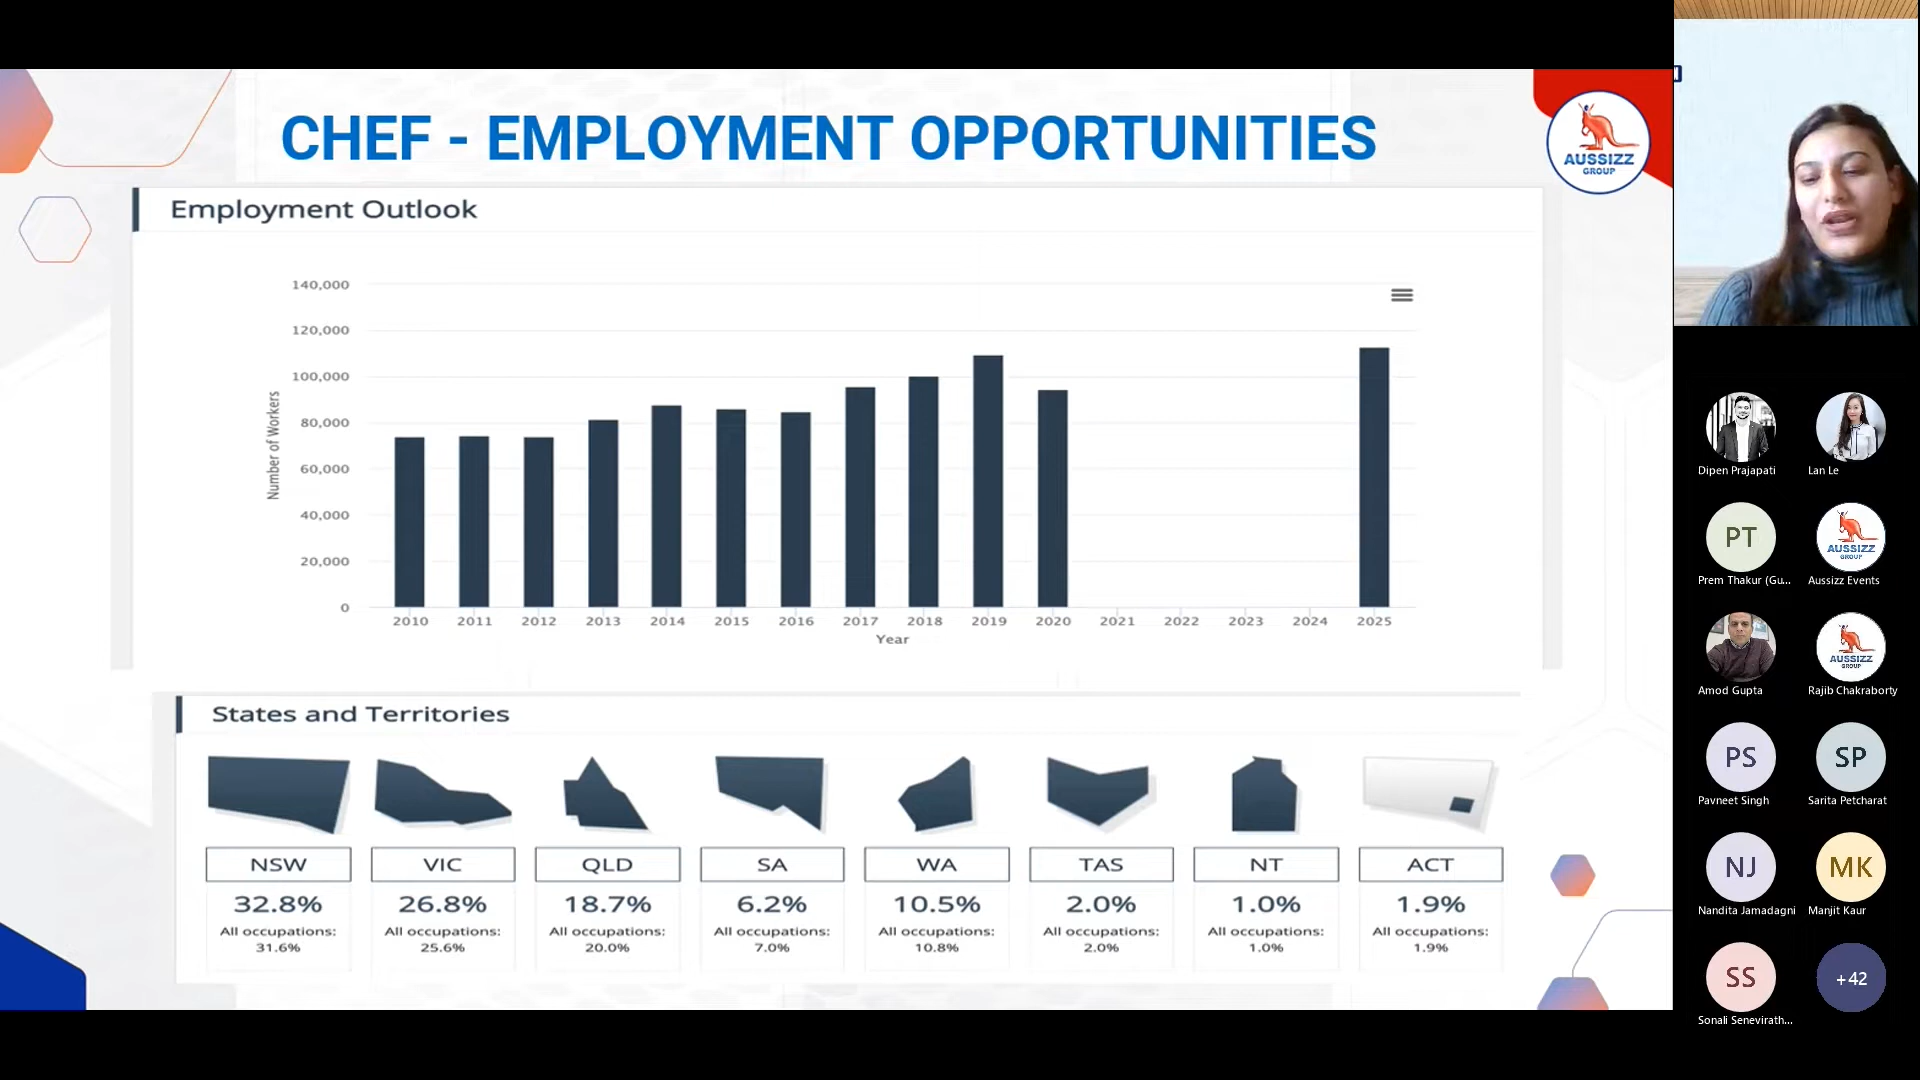 CHEF - EMPLOYMENT OPPORTUNITIES
AUSSIZZ
GROUP
Employment Outlook
140,000
120,000
100,000
80,000
60,000
40,000
20,000
0
Number of Workers
2010 2011 2012 2013 2014 2015 2016 2017 2018 2019 2020 2021 2022 2023 2024 2025
Year
States and Territories
NSW VIC QLD SA WA TAS NT ACT
32.8% 26.8% 18.7% 6.2% 10.5% 2.0% 1.0% 1.9%
All occupations: All occupations: All occupations: All occupations: All occupations: All occupations: All occupations: All occupations:
31.6% 25.6% 20.0% 7.0% 10.8% 2.0% 1.0% 1.9%
Dipen Prajapati Lan Le
PT AUSSIZZ
GROUP
Prem Thakur (Gu... Aussizz Events
AUSSIZZ
GROUP
Amod Gupta Rajib Chakraborty
PS SP
Pavneet Singh Sarita Petcharat
NJ MK
Nandita Jamadagni Manjit Kaur
SS +42
Sonali Senevirath...